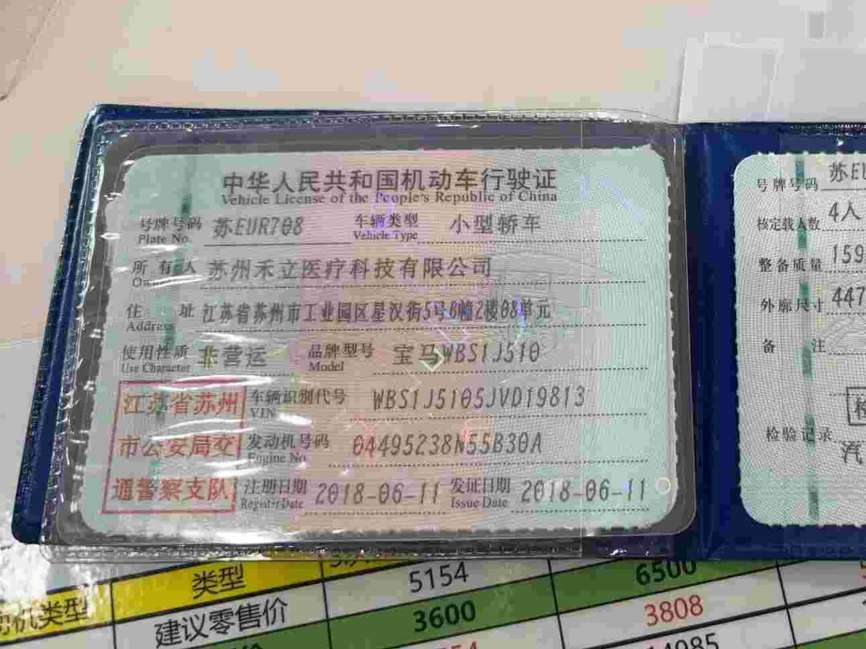 中华人民共和国机动车行驶证
Vehicle License of the People's Republic of China
号牌号码 苏EUR708 车辆类型 小型轿车
Plate No. Vehicle Type
所有人 苏州禾立医疗科技有限公司
住址 江苏省苏州市工业园区星汉街5号B幢2楼08单元
Address
使用性质 非营运 品牌型号 宝马WBS1J510
Use Character Model
江苏省苏州
市公安局交
通警察支队
车辆识别代号 WBS1J5105JVD19813
VIN
发动机号码 04495238N55B30A
Engine No.
注册日期 2018-06-11 发证日期 2018-06-11
Register Date Issue Date
号牌号码 苏EU
核定载人数 4人
整备质量 159
外廓尺寸 447
备注
检验记录
汽
类型 5154 6500
机类型
建议零售价 3600 3808